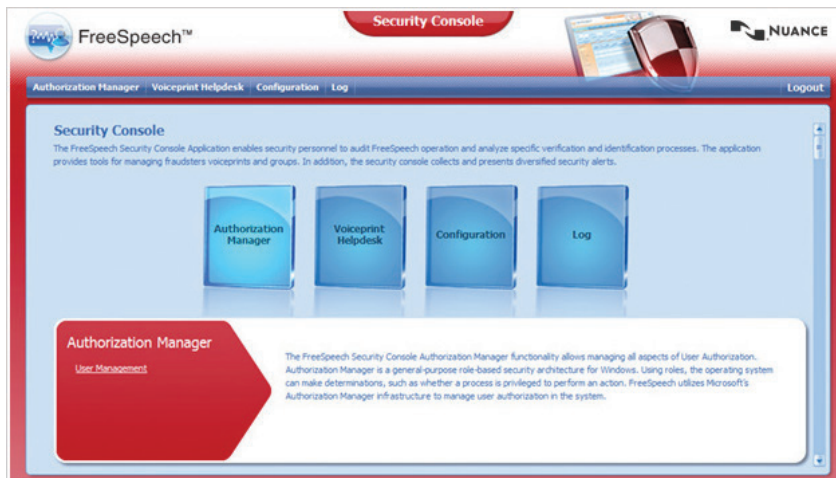 FreeSpeech™
Security Console
NUANCE
Authorization Manager
Voiceprint Helpdesk
Configuration
Log
Logout
Security Console
The FreeSpeech Security Console Application enables security personnel to audit FreeSpeech operation and analyze specific verification and identification processes. The application
provides tools for managing fraudsters voiceprints and groups. In addition, the security console collects and presents diversified security alerts.
Authorization
Manager
Voiceprint
Helpdesk
Configuration
Log
Authorization Manager
User Management
The FreeSpeech Security Console Authorization Manager functionality allows managing all aspects of User Authorization.
Authorization Manager is a general-purpose role-based security architecture for Windows. Using roles, the operating system
can make determinations, such as whether a process is privileged to perform an action. FreeSpeech utilizes Microsoft's
Authorization Manager infrastructure to manage user authorization in the system.